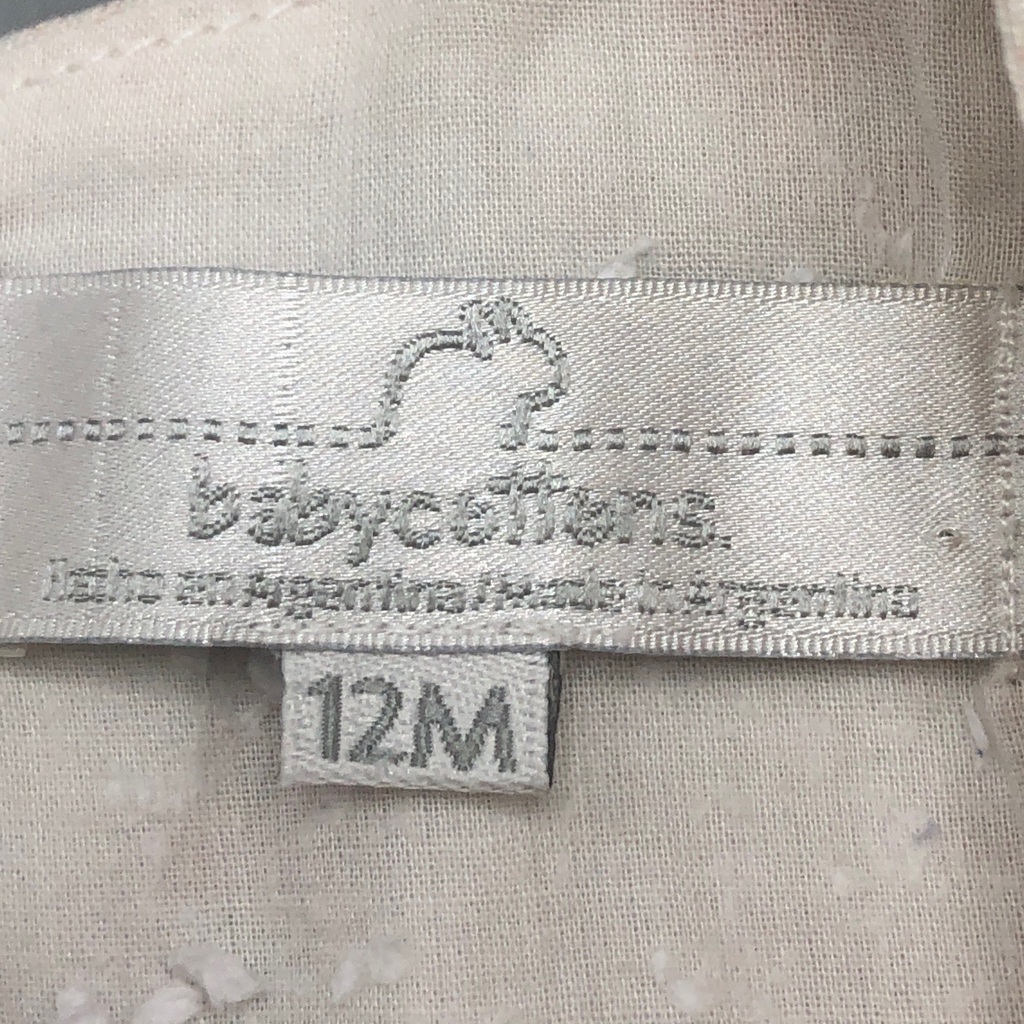 babycottons.
Hecho en Argentina / Made in Argentina
12M